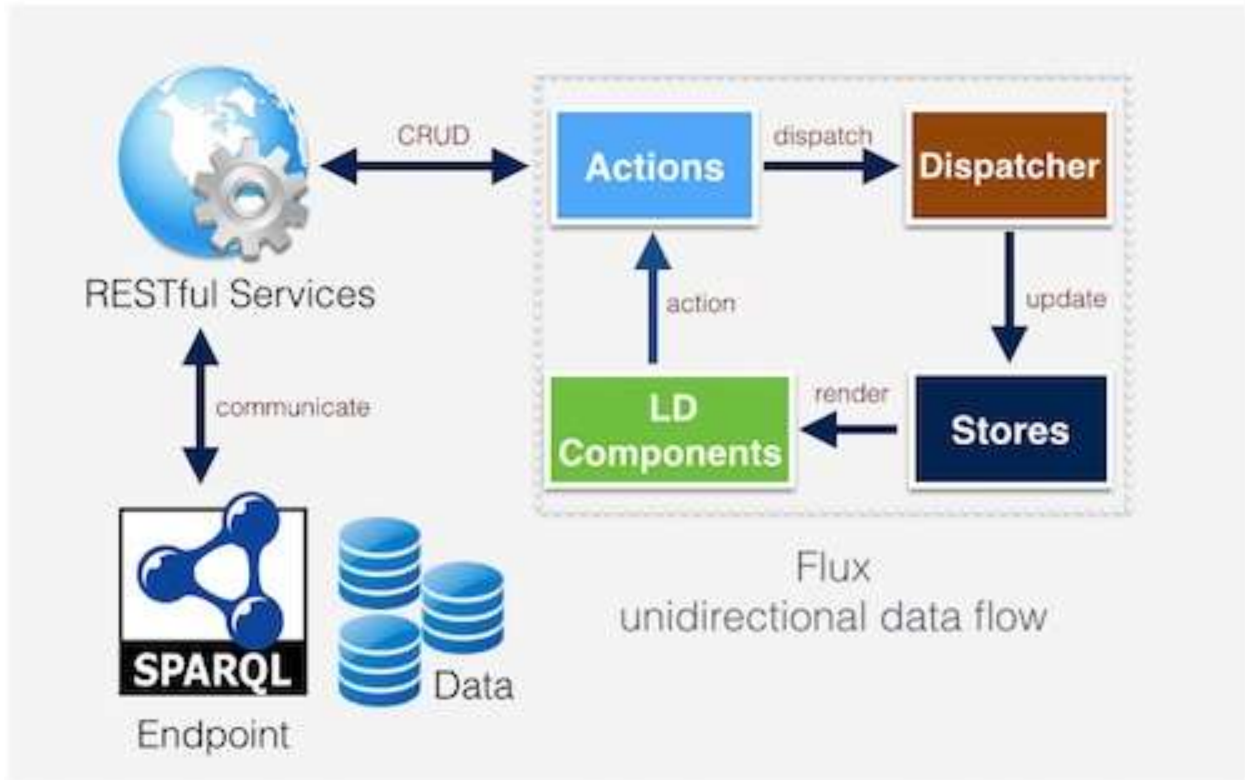 CRUD
Actions
dispatch
Dispatcher
RESTful Services
action
update
communicate
LD
Components
render
Stores
SPARQL
Endpoint
Data
Flux
unidirectional data flow